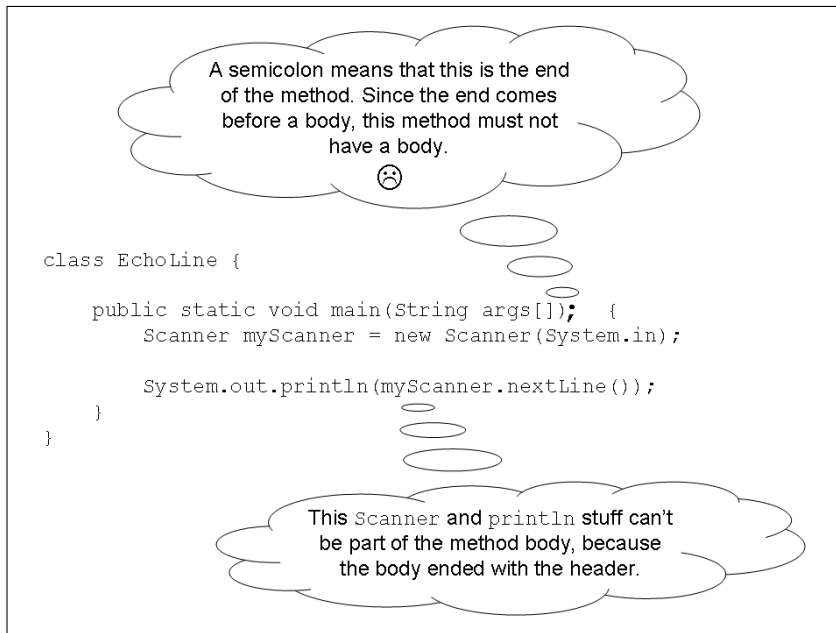 A semicolon means that this is the end
of the method. Since the end comes
before a body, this method must not
have a body.
class EchoLine {
public static void main(String args[]); {
Scanner myScanner = new Scanner(System.in);
System.out.println(myScanner.nextLine());
}
}
This Scanner and println stuff can't
be part of the method body, because
the body ended with the header.